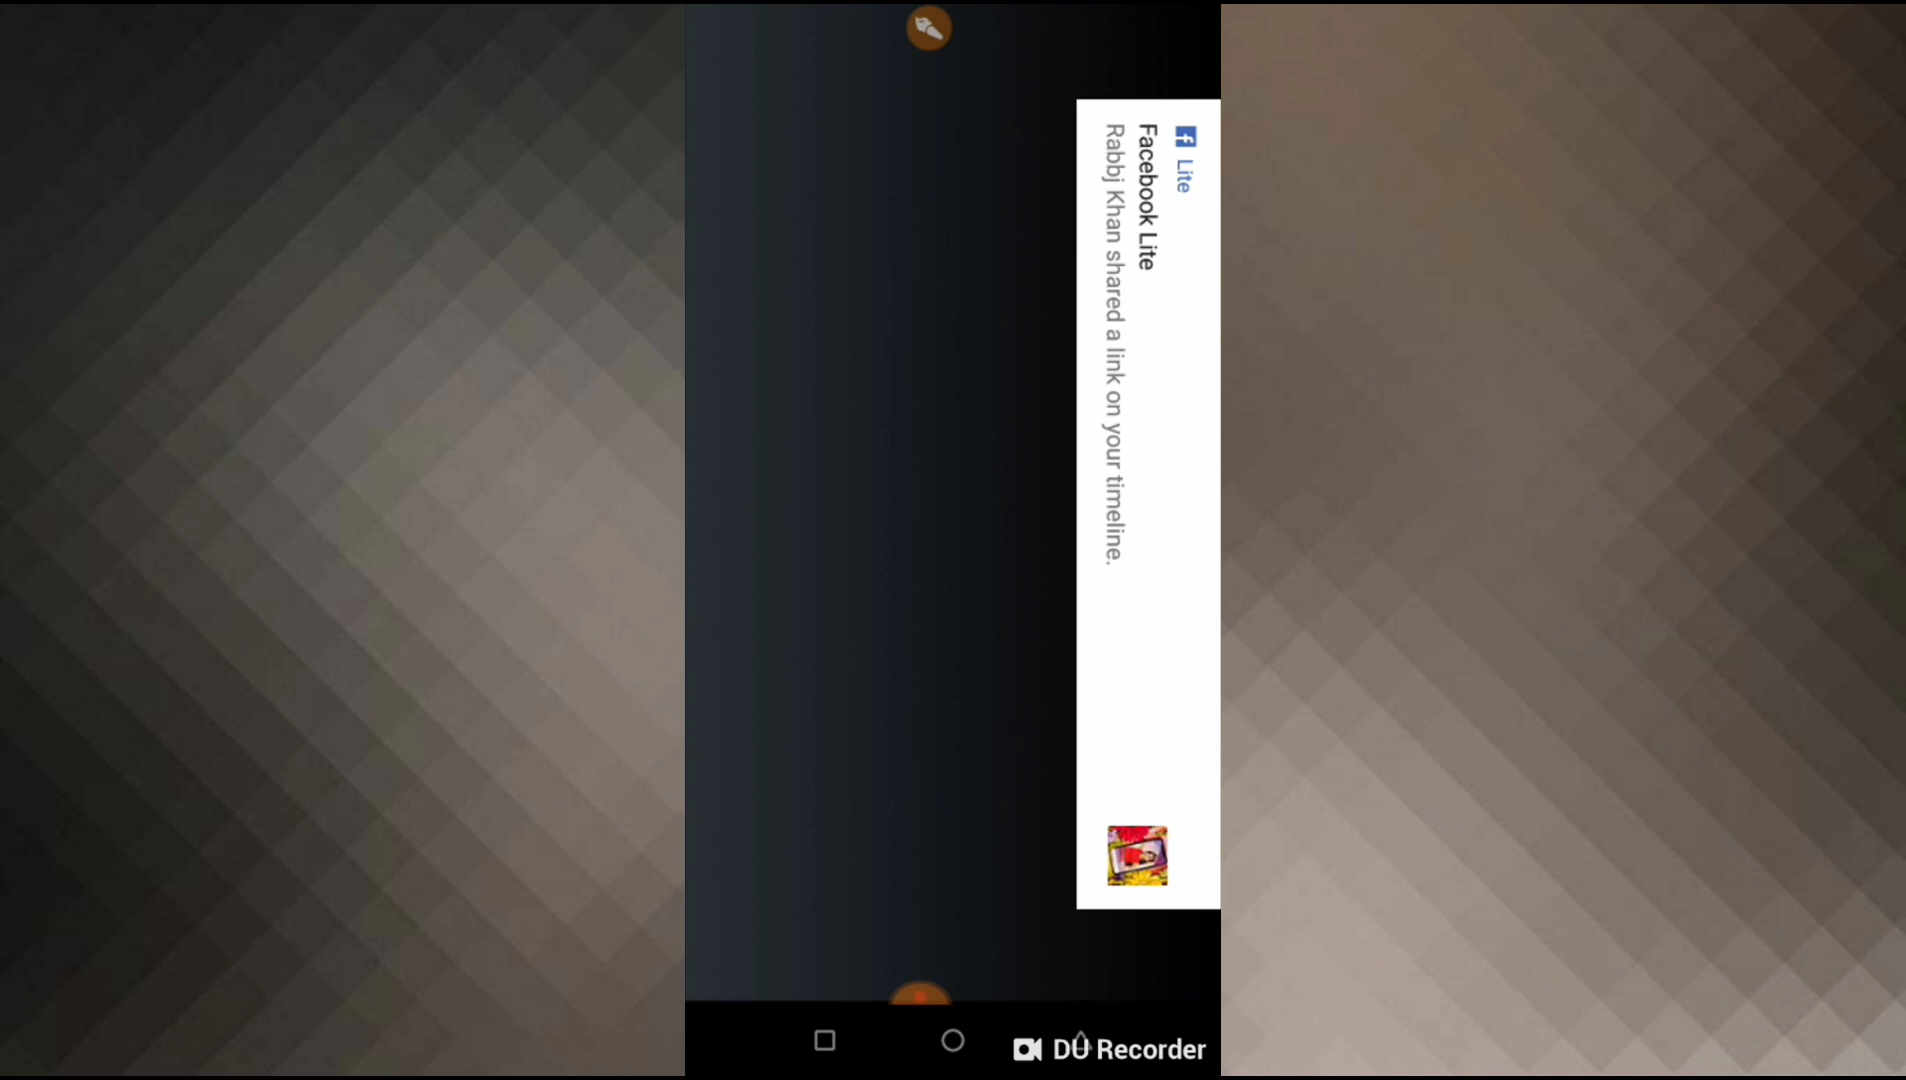 Lite
Facebook Lite
Rabbj Khan shared a link on your timeline.
DU Recorder